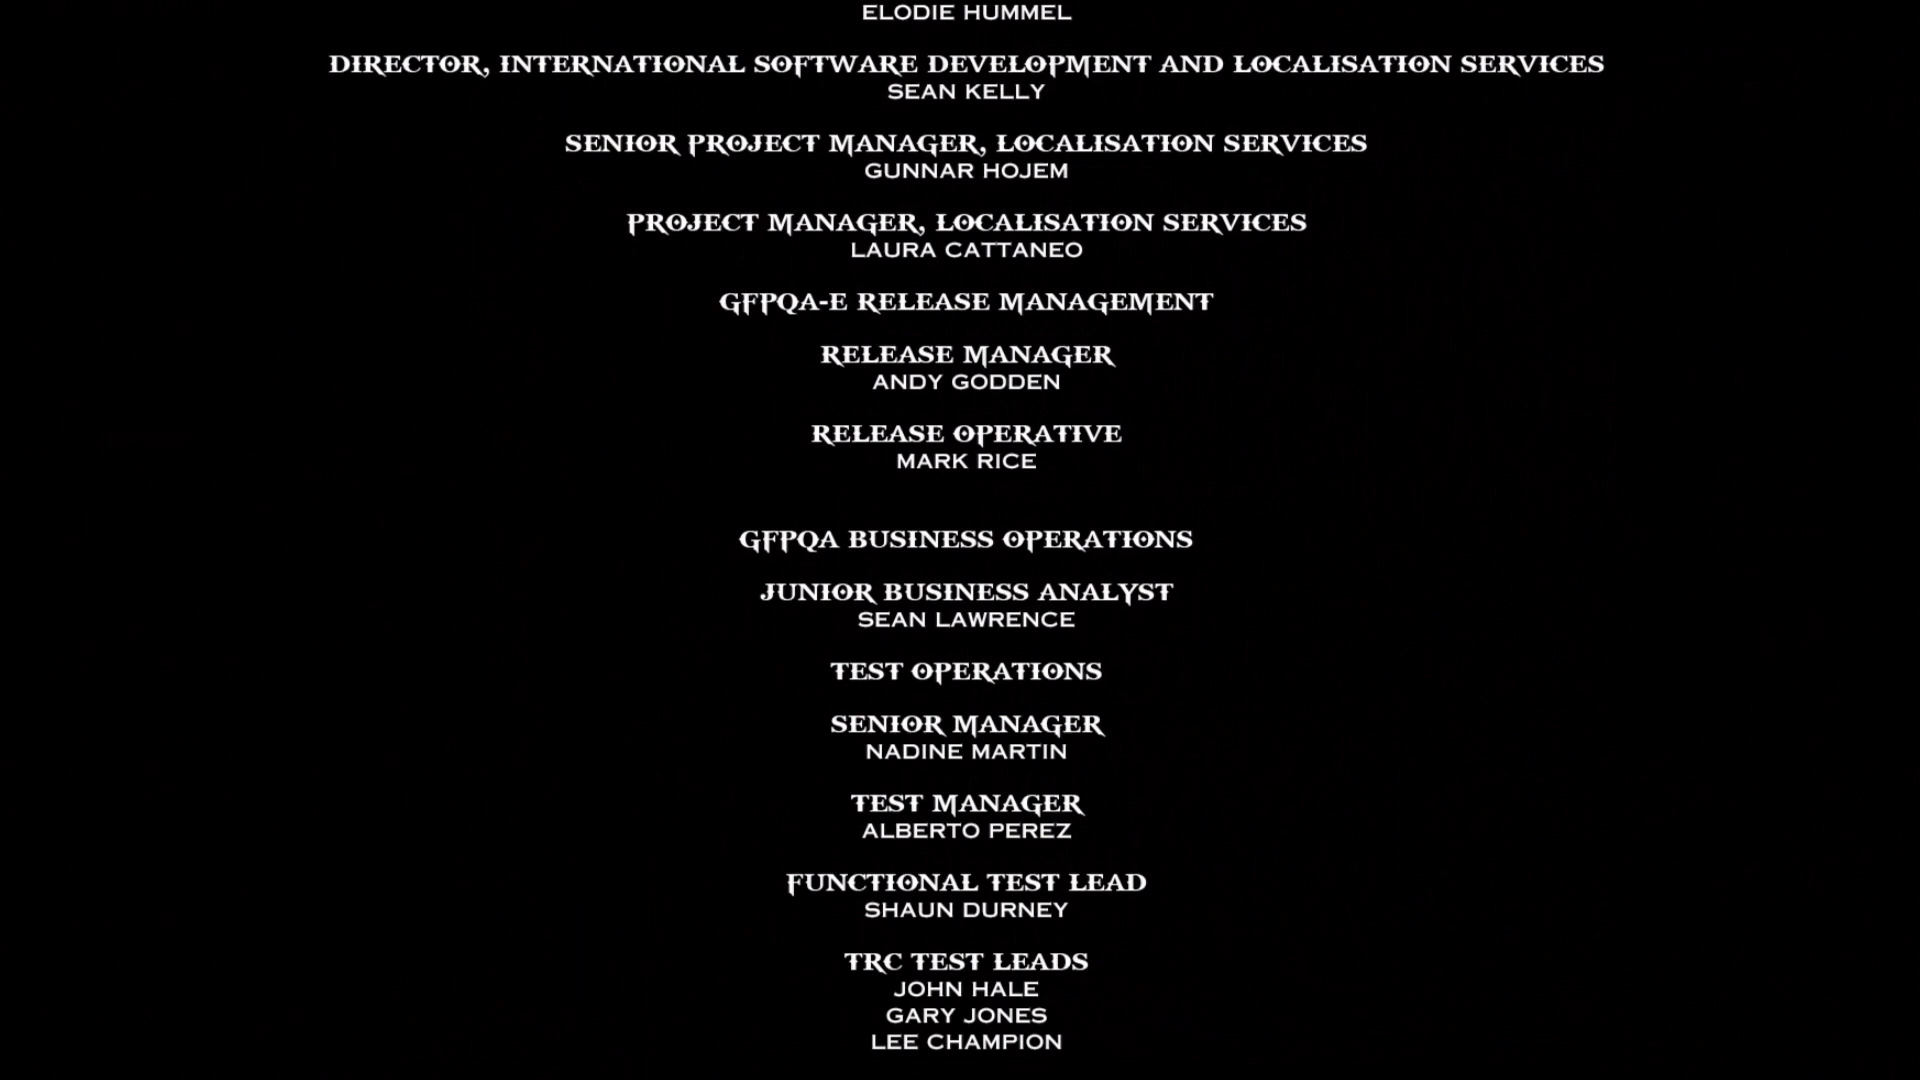 ELODIE HUMMEL
DIRECTOR, INTERNATIONAL SOFTWARE DEVELOPMENT AND LOCALISATION SERVICES
SEAN KELLY
SENIOR PROJECT MANAGER, LOCALISATION SERVICES
GUNNAR HOJEM
PROJECT MANAGER, LOCALISATION SERVICES
LAURA CATTANEO
GFPQA-E RELEASE MANAGEMENT
RELEASE MANAGER
ANDY GODDEN
RELEASE OPERATIVE
MARK RICE
GFPQA BUSINESS OPERATIONS
JUNIOR BUSINESS ANALYST
SEAN LAWRENCE
TEST OPERATIONS
SENIOR MANAGER
NADINE MARTIN
TEST MANAGER
ALBERTO PEREZ
FUNCTIONAL TEST LEAD
SHAUN DURNEY
TRC TEST LEADS
JOHN HALE
GARY JONES
LEE CHAMPION